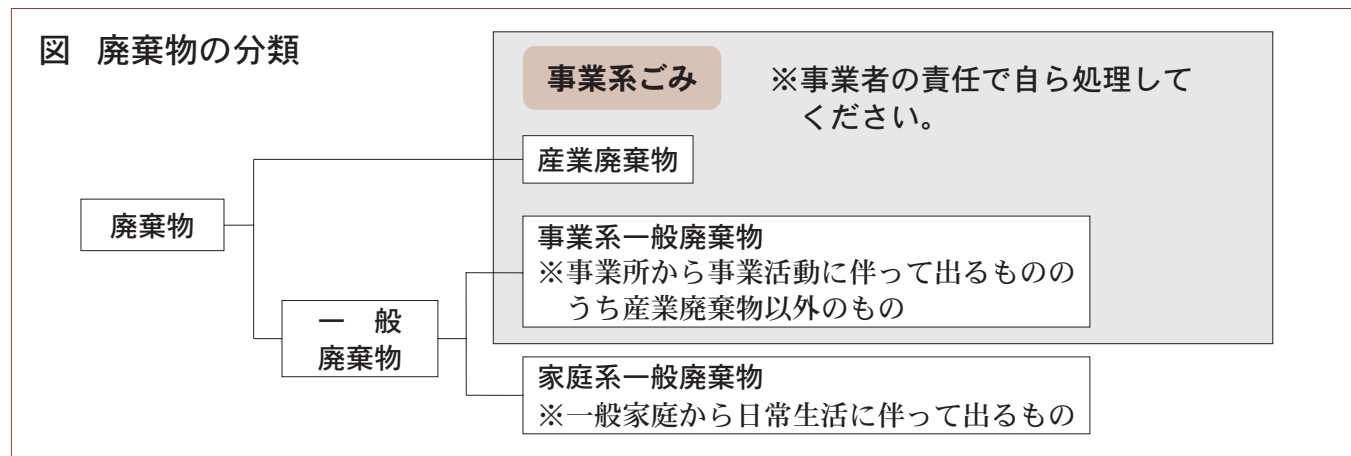 図 廃棄物の分類
事業系ごみ
※事業者の責任で自ら処理して
ください。
産業廃棄物
廃棄物
事業系一般廃棄物
※事業所から事業活動に伴って出るものの
うち産業廃棄物以外のもの
一 般
廃棄物
家庭系一般廃棄物
※一般家庭から日常生活に伴って出るもの